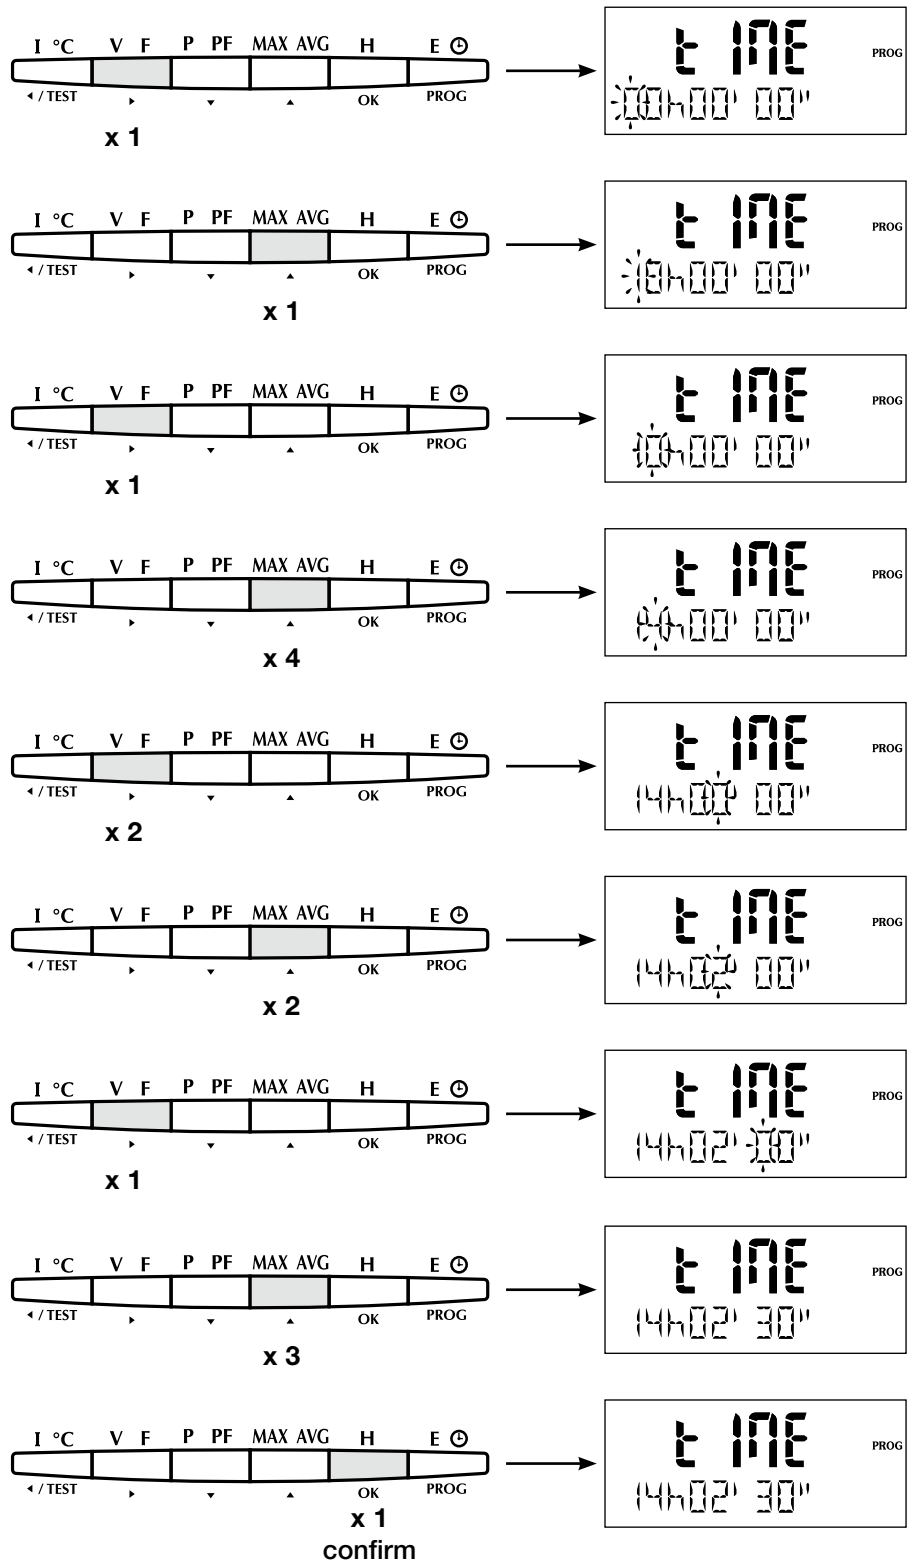 I °C V F P PF MAX AVG H E
/ TEST OK PROG
x 1
t IME PROG
00h00' 00"
I °C V F P PF MAX AVG H E
/ TEST OK PROG
x 1
t IME PROG
10h00' 00"
I °C V F P PF MAX AVG H E
/ TEST OK PROG
x 1
t IME PROG
10h00' 00"
I °C V F P PF MAX AVG H E
/ TEST OK PROG
x 4
t IME PROG
14h00' 00"
I °C V F P PF MAX AVG H E
/ TEST OK PROG
x 2
t IME PROG
14h00' 00"
I °C V F P PF MAX AVG H E
/ TEST OK PROG
x 2
t IME PROG
14h02' 00"
I °C V F P PF MAX AVG H E
/ TEST OK PROG
x 1
t IME PROG
14h02' 00"
I °C V F P PF MAX AVG H E
/ TEST OK PROG
x 3
t IME PROG
14h02' 30"
I °C V F P PF MAX AVG H E
/ TEST OK PROG
x 1
confirm
t IME PROG
14h02' 30"